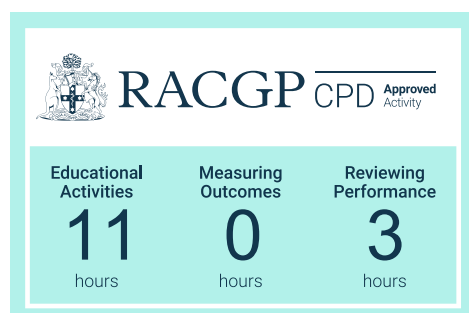 RACGP CPD Approved Activity
Educational Activities
11
hours
Measuring Outcomes
0
hours
Reviewing Performance
3
hours